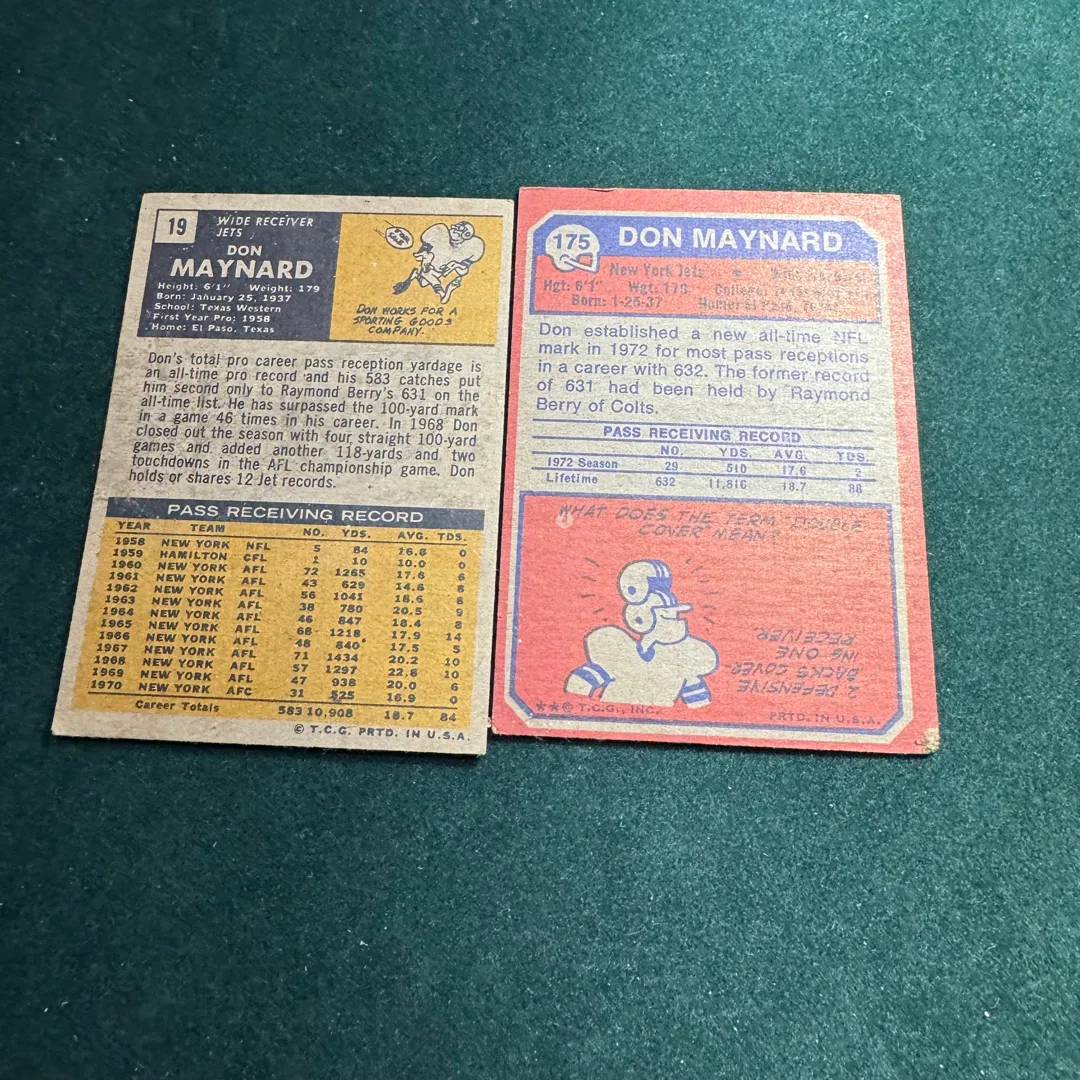 19
WIDE RECEIVER
JETS
DON
MAYNARD
Height: 6'1" Weight: 179
Born: January 25, 1937
School: Texas Western
First Year Pro: 1958
Home: El Paso, Texas
DON WORKS FOR A
SPORTING GOODS
COMPANY.
Don's total pro career pass reception yardage is
an all-time pro record and his 583 catches put
him second only to Raymond Berry's 631 on the
all-time list. He has surpassed the 100-yard mark
in a game 46 times in his career. In 1968 Don
closed out the season with four straight 100-yard
games and added another 118-yards and two
touchdowns in the AFL championship game. Don
holds or shares 12 Jet records.
PASS RECEIVING RECORD
YEAR TEAM NO. YDS. AVG. TDS.
1958 NEW YORK NFL 5 84 16.8 0
1959 HAMILTON CFL 1 10 10.0 0
1960 NEW YORK AFL 72 1265 17.6 6
1961 NEW YORK AFL 43 629 14.6 8
1962 NEW YORK AFL 56 1041 18.6 8
1963 NEW YORK AFL 38 780 20.5 9
1964 NEW YORK AFL 46 847 18.4 8
1965 NEW YORK AFL 68 1218 17.9 14
1966 NEW YORK AFL 48 840 17.5 5
1967 NEW YORK AFL 71 1434 20.2 10
1968 NEW YORK AFL 57 1297 22.8 10
1969 NEW YORK AFL 47 938 20.0 6
1970 NEW YORK AFC 31 525 16.9 0
Career Totals 583 10,908 18.7 84
© T.C.G. PRTD. IN U.S.A.
175
DON MAYNARD
New York Jets
Hgt: 6'1" Wgt: 179 College:
Born: 1-25-37 Home: El Paso,
Don established a new all-time NFL
mark in 1972 for most pass receptions
in a career with 632. The former record
of 631 had been held by Raymond
Berry of Colts.
PASS RECEIVING RECORD
NO. YDS. AVG. TDS.
1972 Season 29 510 17.6 2
Lifetime 632 11,816 18.7 88
WHAT DOES THE TERM "DOUBLE
COVER" MEAN?
2 DEFENSIVE
BACKS COVER-
ING ONE
RECEIVER.
★★© T.C.G., INC.
PRTD. IN U.S.A.